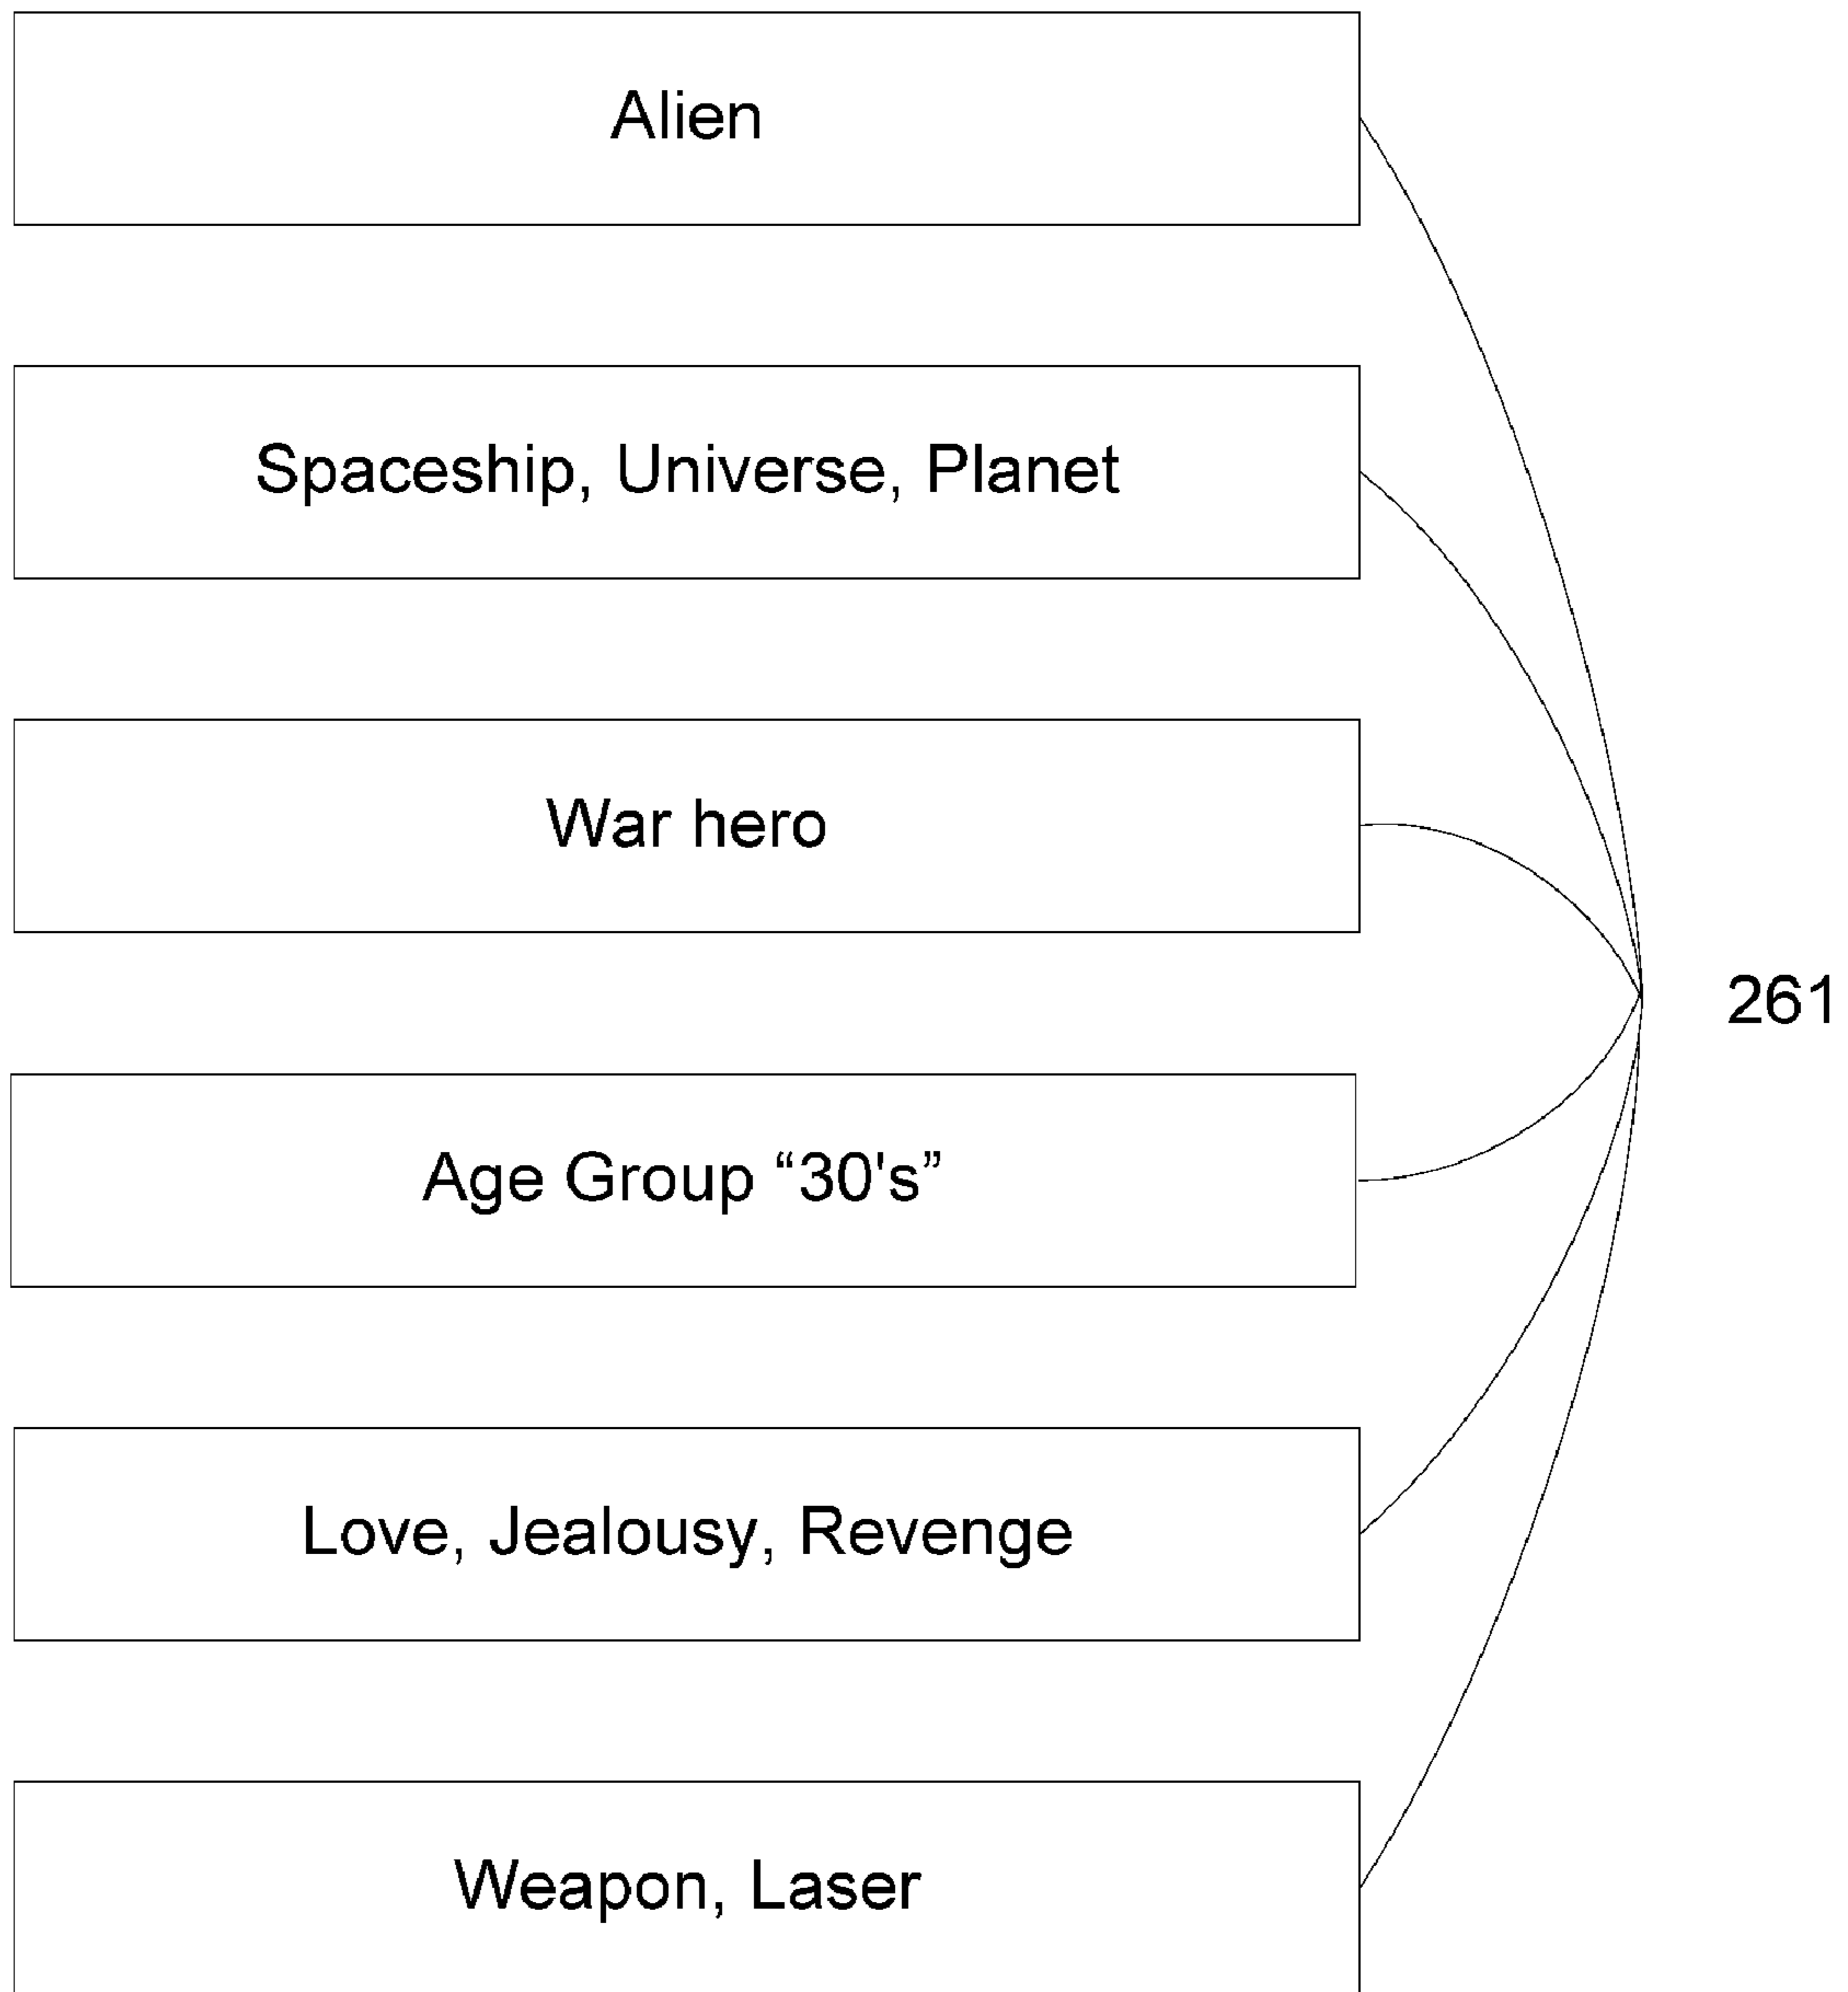 Alien
Spaceship, Universe, Planet
War hero
261
Age Group “30's”
Love, Jealousy, Revenge
Weapon, Laser